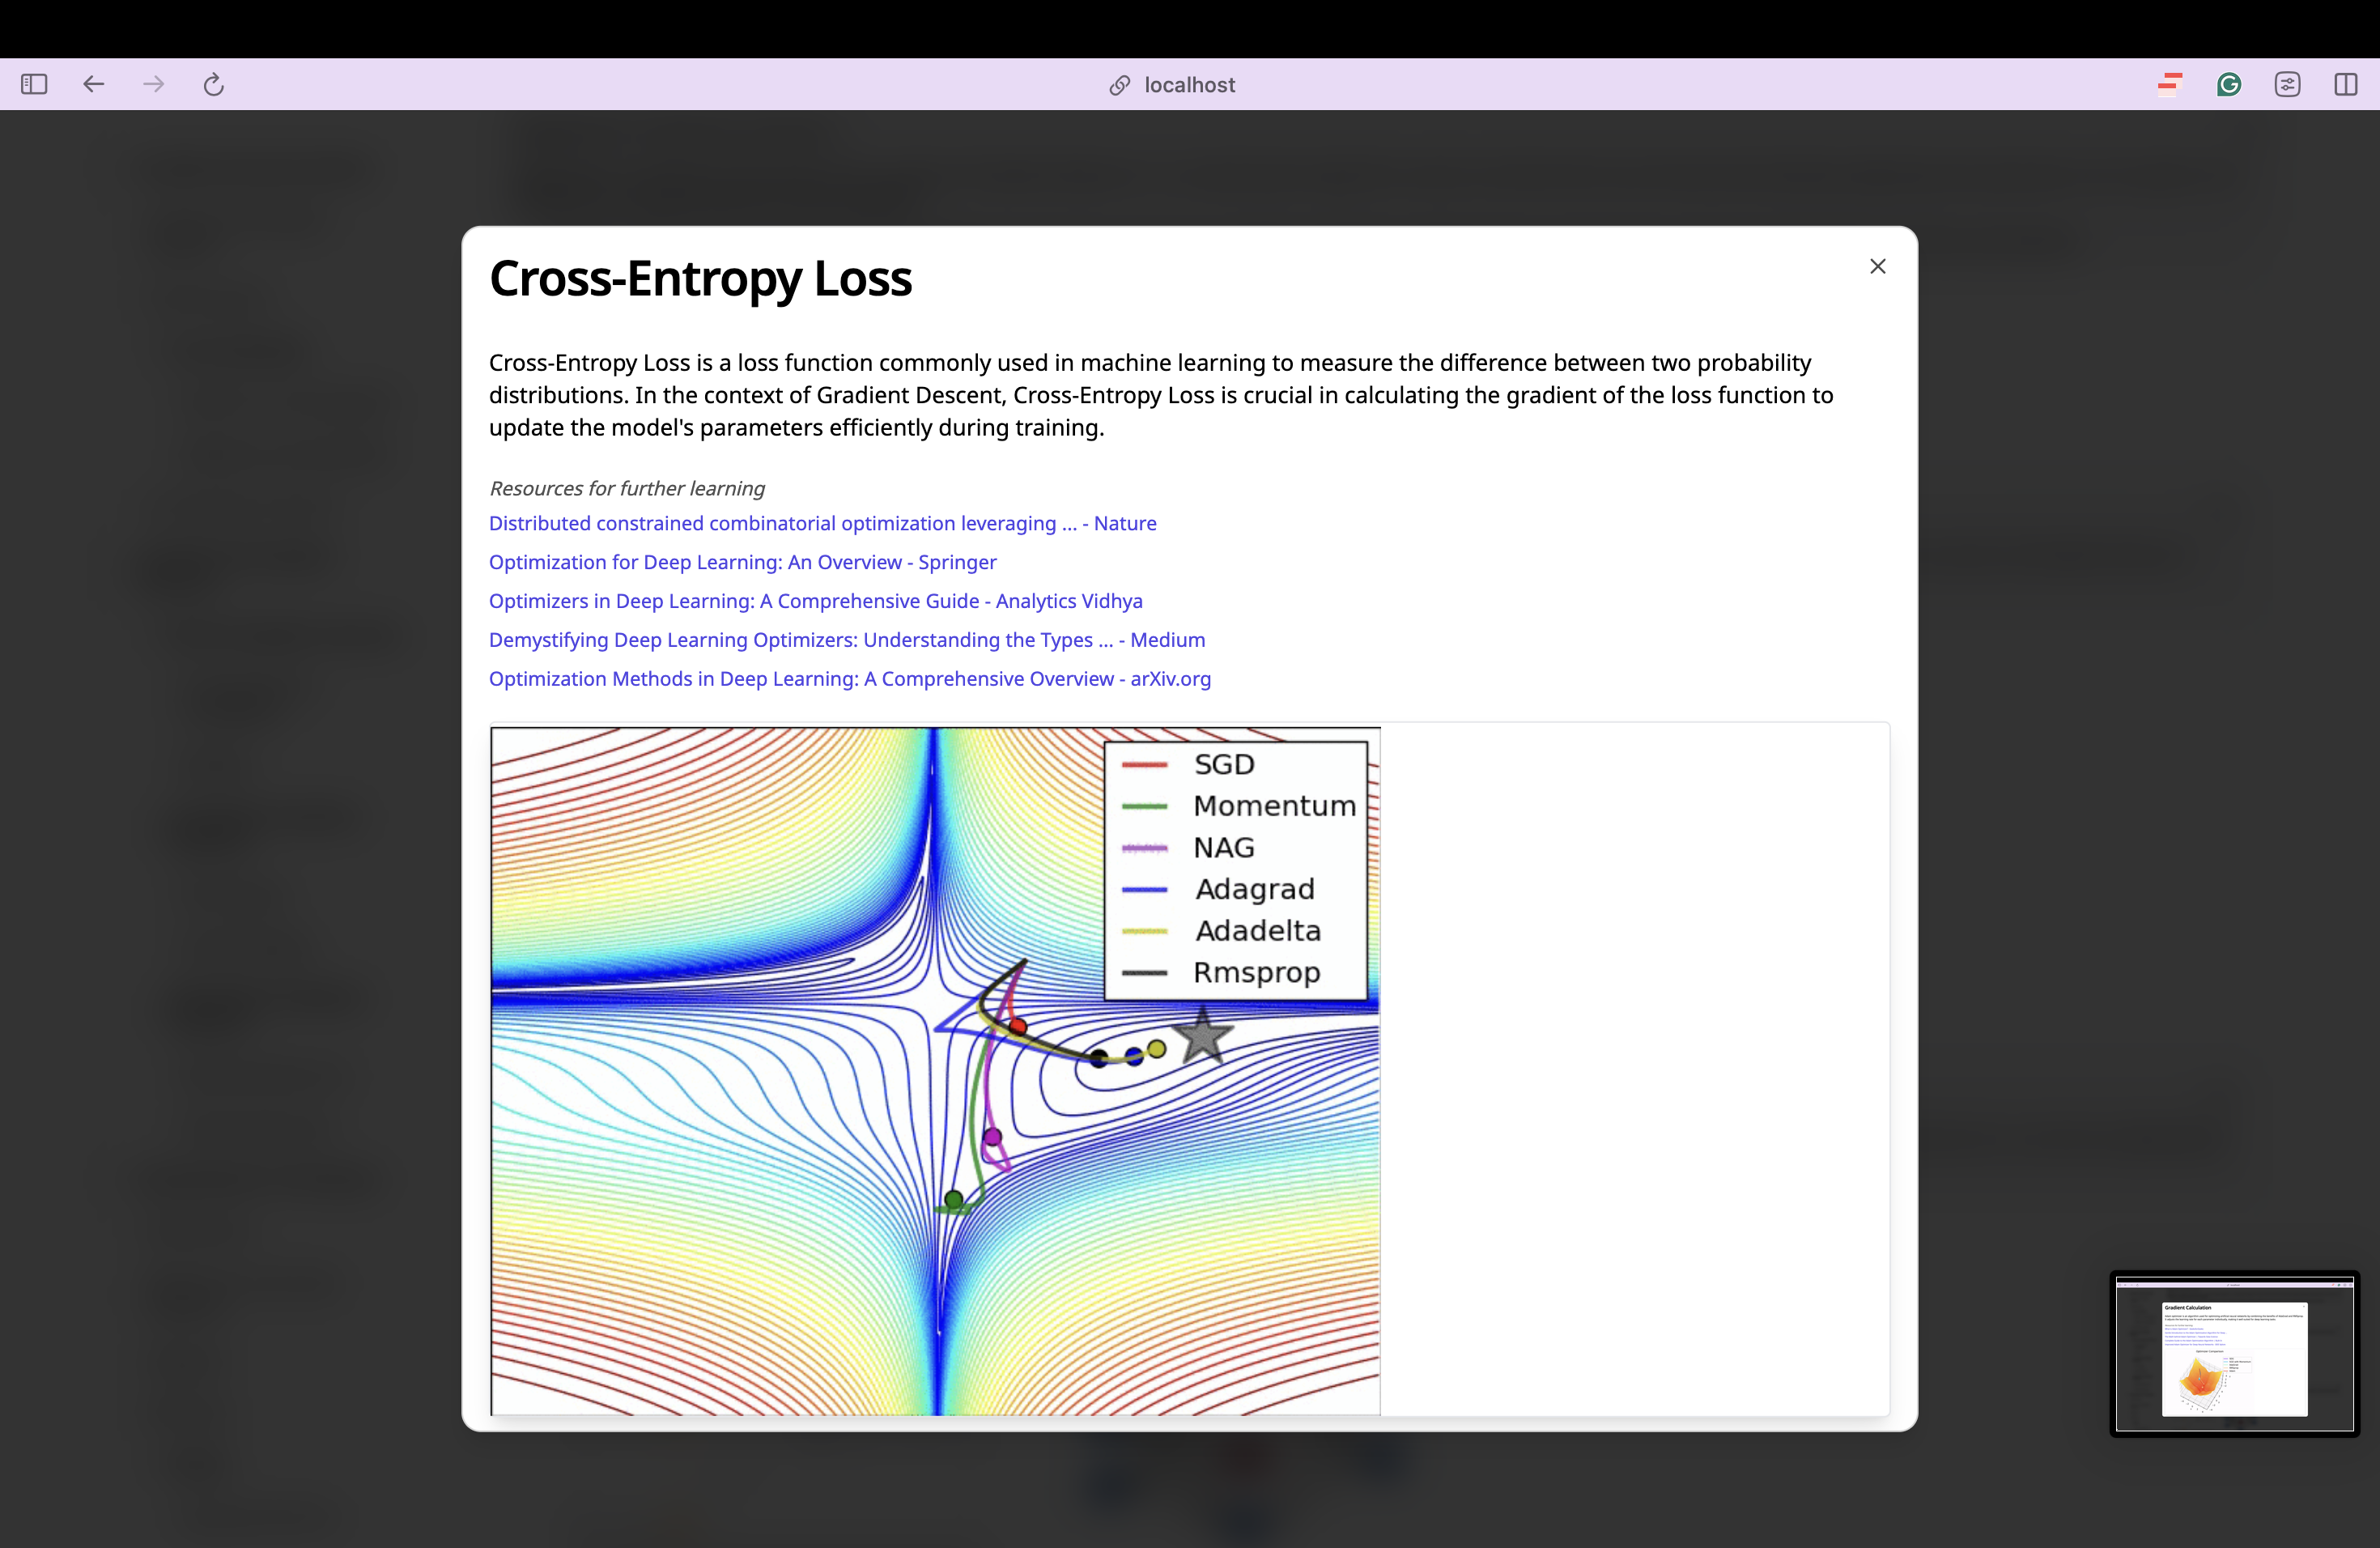 localhost
Cross-Entropy Loss
Cross-Entropy Loss is a loss function commonly used in machine learning to measure the difference between two probability
distributions. In the context of Gradient Descent, Cross-Entropy Loss is crucial in calculating the gradient of the loss function to
update the model's parameters efficiently during training.
Resources for further learning
Distributed constrained combinatorial optimization leveraging ... - Nature
Optimization for Deep Learning: An Overview - Springer
Optimizers in Deep Learning: A Comprehensive Guide - Analytics Vidhya
Demystifying Deep Learning Optimizers: Understanding the Types ... - Medium
Optimization Methods in Deep Learning: A Comprehensive Overview - arXiv.org
SGD
Momentum
NAG
Adagrad
Adadelta
Rmsprop
Gradient Calculation